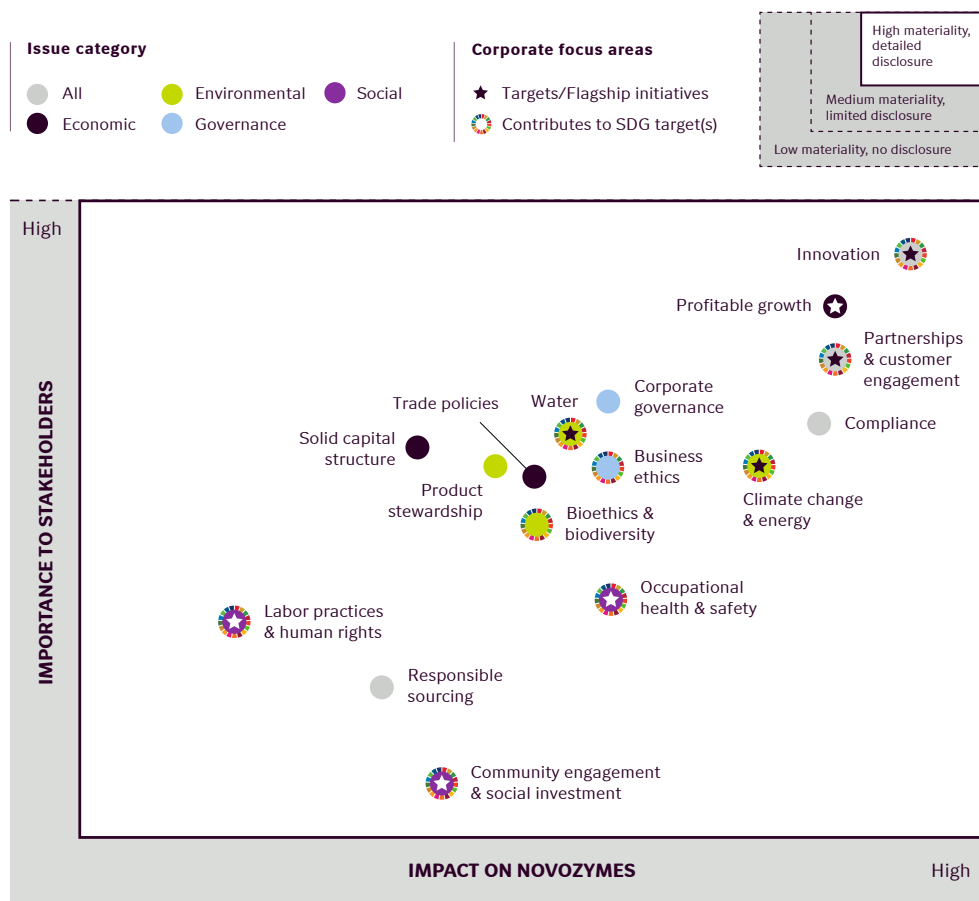 Issue category
All
Environmental
Social
Economic
Governance
Corporate focus areas
Targets/Flagship initiatives
Contributes to SDG target(s)
High materiality,
detailed
disclosure
Medium materiality,
limited disclosure
Low materiality, no disclosure
High
IMPORTANCE TO STAKEHOLDERS
Innovation
Profitable growth
Partnerships
& customer
engagement
Corporate
governance
Water
Trade policies
Compliance
Solid capital
structure
Business
ethics
Product
stewardship
Climate change
& energy
Bioethics &
biodiversity
Occupational
health & safety
Labor practices
& human rights
Responsible
sourcing
Community engagement
& social investment
IMPACT ON NOVOZYMES
High